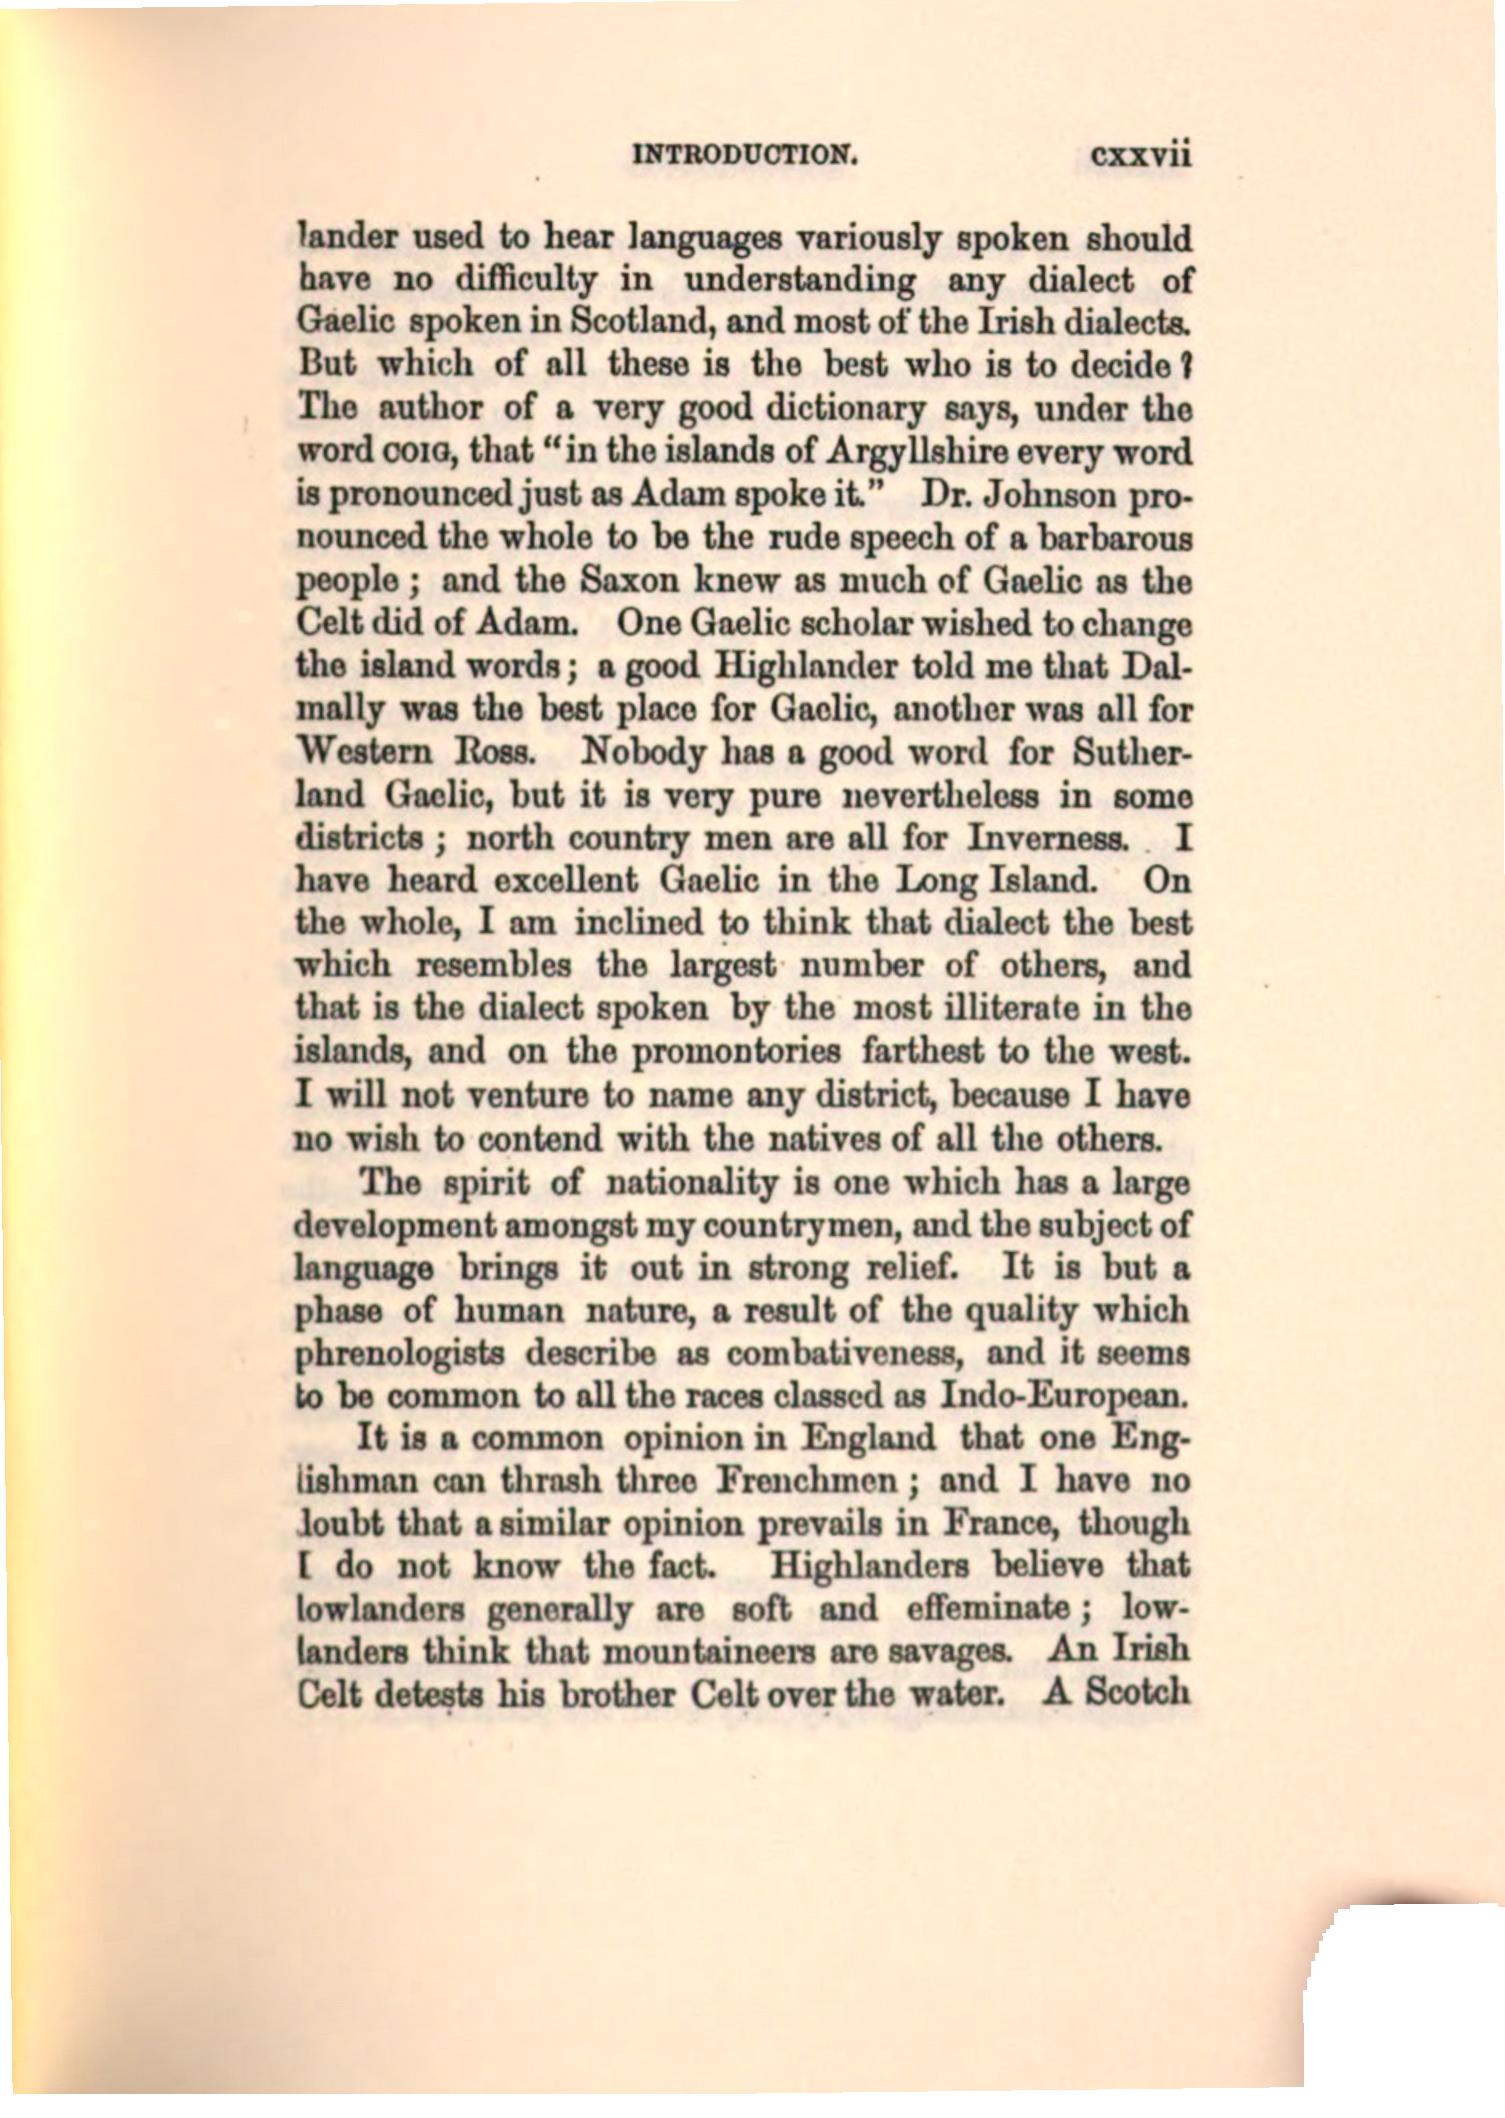 INTRODUCTION. cxxvii
lander used to hear languages variously spoken should
have no difficulty in understanding any dialect of
Gaelic spoken in Scotland, and most of the Irish dialects.
But which of all these is the best who is to decide ?
The author of a very good dictionary says, under the
word COIG, that "in the islands of Argyllshire every word
is pronounced just as Adam spoke it." Dr. Johnson pro-
nounced the whole to be the rude speech of a barbarous
people ; and the Saxon knew as much of Gaelic as the
Celt did of Adam. One Gaelic scholar wished to change
the island words ; a good Highlander told me that Dal-
mally was the best place for Gaelic, another was all for
Western Ross. Nobody has a good word for Suther-
land Gaelic, but it is very pure nevertheless in some
districts ; north country men are all for Inverness. I
have heard excellent Gaelic in the Long Island. On
the whole, I am inclined to think that dialect the best
which resembles the largest number of others, and
that is the dialect spoken by the most illiterate in the
islands, and on the promontories farthest to the west.
I will not venture to name any district, because I have
no wish to contend with the natives of all the others.
The spirit of nationality is one which has a large
development amongst my countrymen, and the subject of
language brings it out in strong relief. It is but a
phase of human nature, a result of the quality which
phrenologists describe as combativeness, and it seems
to be common to all the races classed as Indo-European.
It is a common opinion in England that one Eng-
lishman can thrash three Frenchmen ; and I have no
doubt that a similar opinion prevails in France, though
I do not know the fact. Highlanders believe that
lowlanders generally are soft and effeminate ; low-
landers think that mountaineers are savages. An Irish
Celt detests his brother Celt over the water. A Scotch